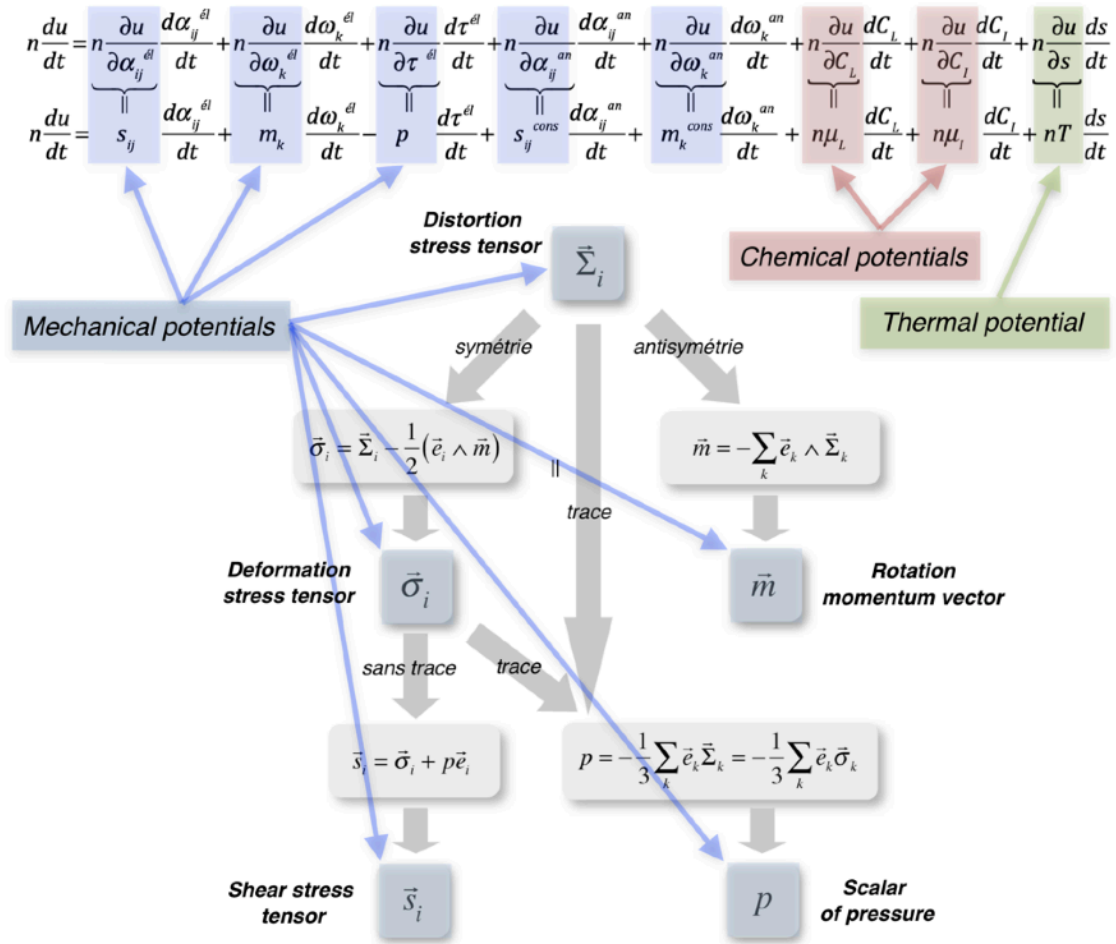 n du/dt = n ∂u/∂α_ij^él dα_ij^él/dt + n ∂u/∂ω_k^él dω_k^él/dt + n ∂u/∂τ^él dτ^él/dt + n ∂u/∂α_ij^an dα_ij^an/dt + n ∂u/∂ω_k^an dω_k^an/dt + n ∂u/∂C_L dC_L/dt + n ∂u/∂C_I dC_I/dt + n ∂u/∂s ds/dt
|| || || || || || || ||
n du/dt = s_ij dα_ij^él/dt + m_k dω_k^él/dt − p dτ^él/dt + s_ij^cons dα_ij^an/dt + m_k^cons dω_k^an/dt + nμ_L dC_L/dt + nμ_I dC_I/dt + nT ds/dt
Distortion
stress tensor
Σ⃗_i
Chemical potentials
Mechanical potentials
Thermal potential
symétrie
antisymétrie
σ⃗_i = Σ⃗_i − 1/2 (e⃗_i ∧ m⃗)
||
m⃗ = −∑_k e⃗_k ∧ Σ⃗_k
trace
Deformation
stress tensor
σ⃗_i
m⃗
Rotation
momentum vector
sans trace
trace
s⃗_i = σ⃗_i + p e⃗_i
p = −1/3 ∑_k e⃗_k Σ⃗_k = −1/3 ∑_k e⃗_k σ⃗_k
Shear stress
tensor
s⃗_i
p
Scalar
of pressure